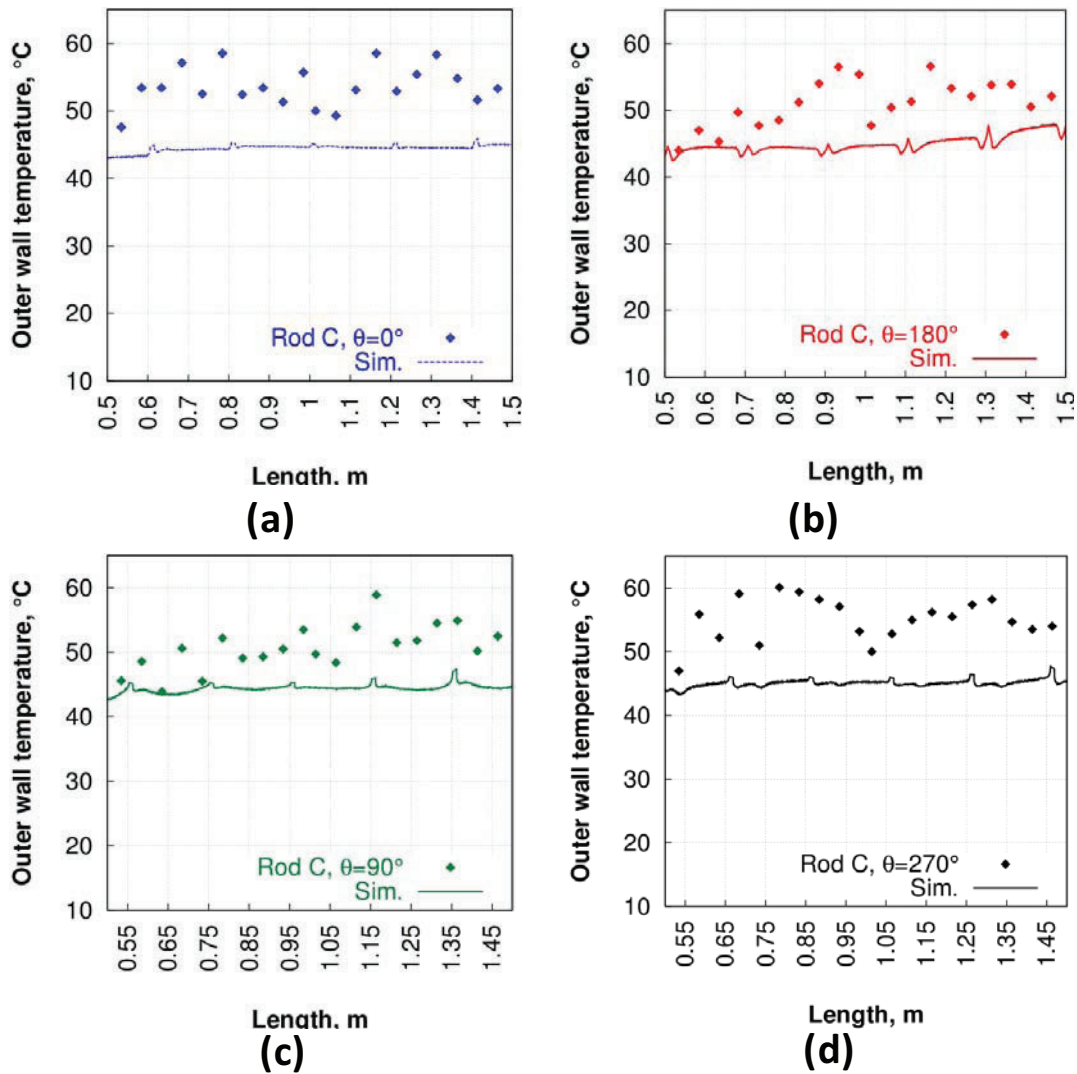 Outer wall temperature, °C
60
50
40
30
20
10
Rod C, θ=0°
Sim.
0.5 0.6 0.7 0.8 0.9 1 1.1 1.2 1.3 1.4 1.5
Length, m
(a)
Outer wall temperature, °C
60
50
40
30
20
10
Rod C, θ=180°
Sim.
0.5 0.6 0.7 0.8 0.9 1 1.1 1.2 1.3 1.4 1.5
Length, m
(b)
Outer wall temperature, °C
60
50
40
30
20
10
Rod C, θ=90°
Sim.
0.55 0.65 0.75 0.85 0.95 1.05 1.15 1.25 1.35 1.45
Length, m
(c)
Outer wall temperature, °C
60
50
40
30
20
10
Rod C, θ=270°
Sim.
0.55 0.65 0.75 0.85 0.95 1.05 1.15 1.25 1.35 1.45
Length, m
(d)